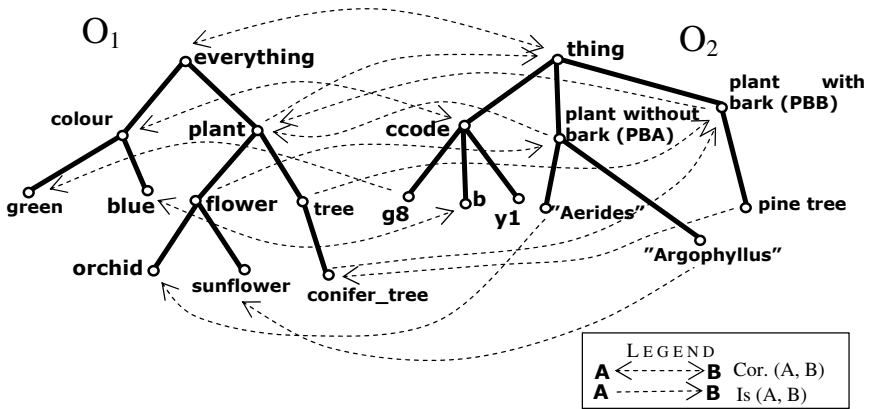 O1
O2
everything
thing
plant with
bark (PBB)
colour
plant
ccode
plant without
bark (PBA)
green
blue
flower
tree
g8
b
y1
"Aerides"
pine tree
orchid
sunflower
conifer_tree
"Argophyllus"
LEGEND
A B Cor. (A, B)
A B Is (A, B)